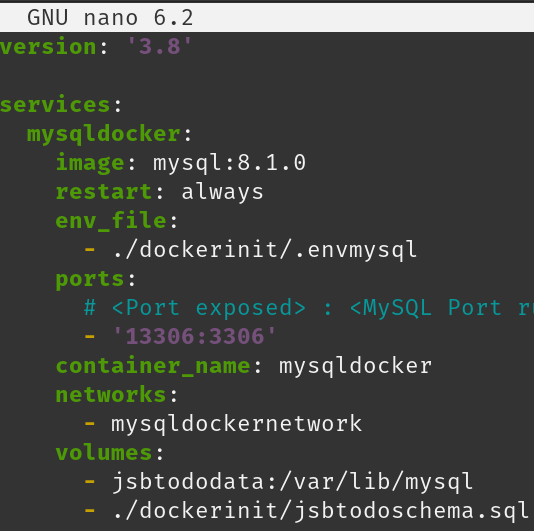 GNU nano 6.2
version: '3.8'
services:
mysqldocker:
image: mysql:8.1.0
restart: always
env_file:
- ./dockerinit/.envmysql
ports:
# <Port exposed> : <MySQL Port
- '13306:3306'
container_name: mysqldocker
networks:
- mysqldockernetwork
volumes:
- jsbtododata:/var/lib/mysql
- ./dockerinit/jsbtodoschema.sql